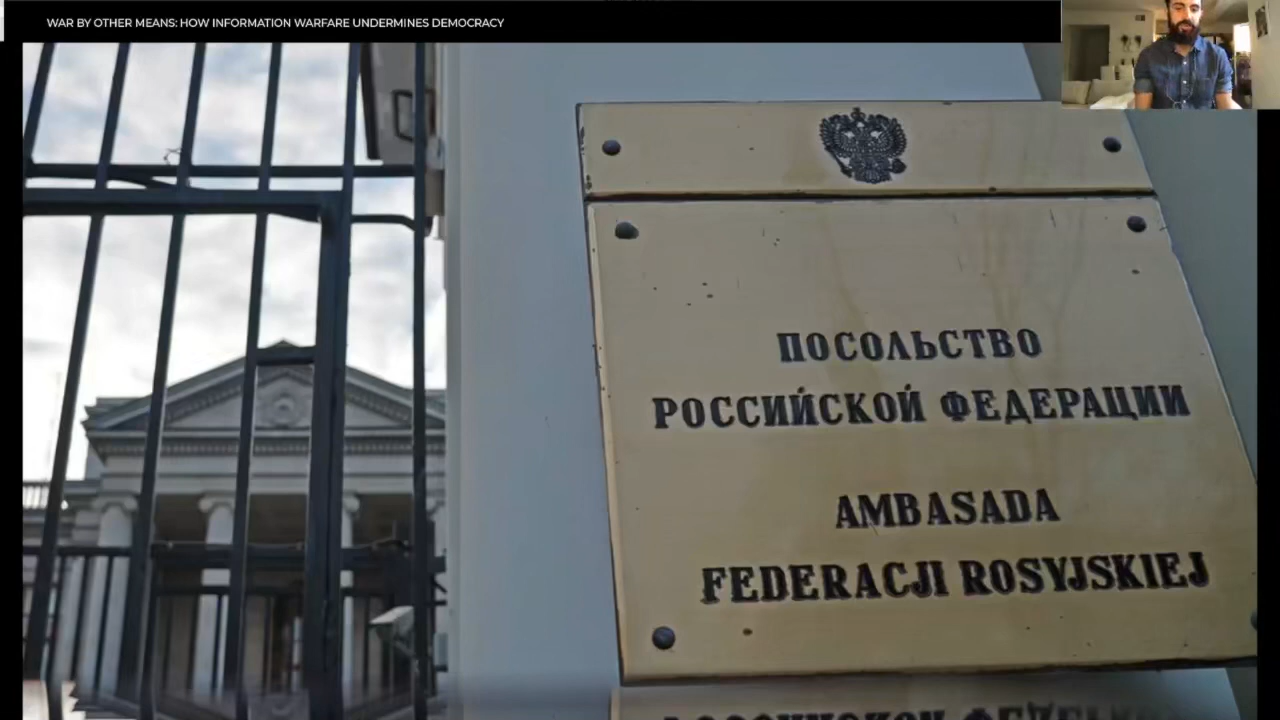 WAR BY OTHER MEANS: HOW INFORMATION WARFARE UNDERMINES DEMOCRACY
ПОСОЛЬСТВО
РОССИЙСКОЙ ФЕДЕРАЦИИ
AMBASADA
FEDERACJI ROSYJSKIEJ